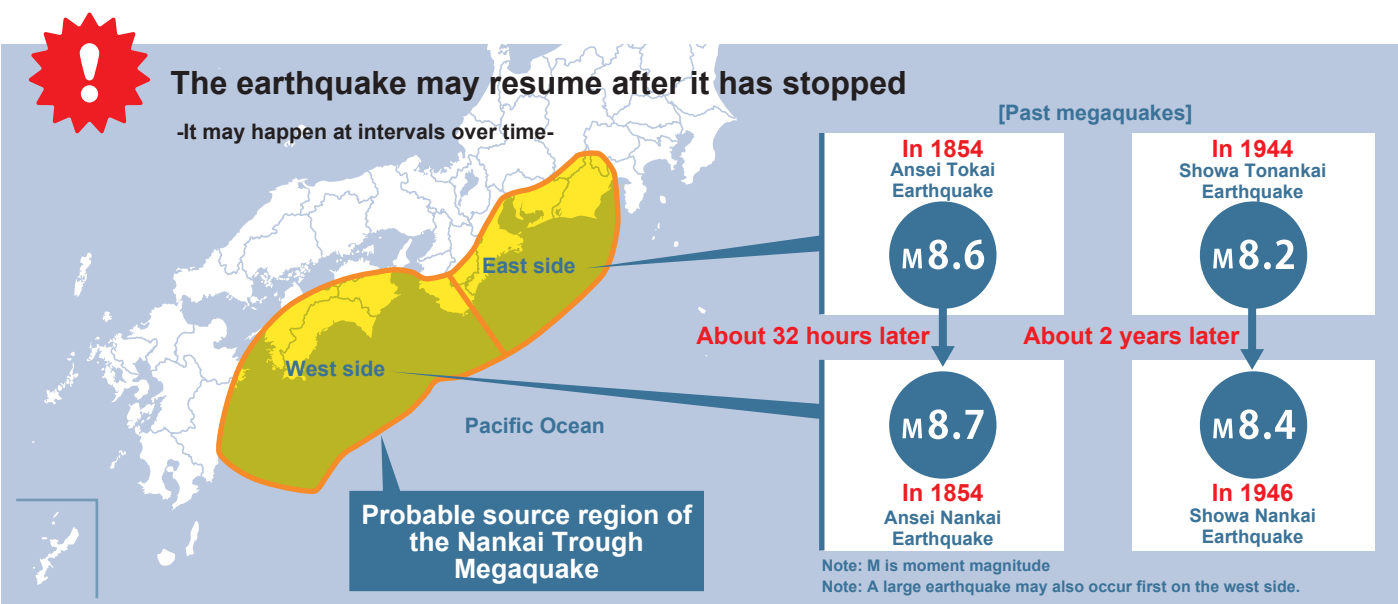 !
The earthquake may resume after it has stopped
-It may happen at intervals over time-
East side
West side
Pacific Ocean
Probable source region of
the Nankai Trough
Megaquake
[Past megaquakes]
In 1854
Ansei Tokai
Earthquake
M8.6
About 32 hours later
M8.7
In 1854
Ansei Nankai
Earthquake
In 1944
Showa Tonankai
Earthquake
M8.2
About 2 years later
M8.4
In 1946
Showa Nankai
Earthquake
Note: M is moment magnitude
Note: A large earthquake may also occur first on the west side.